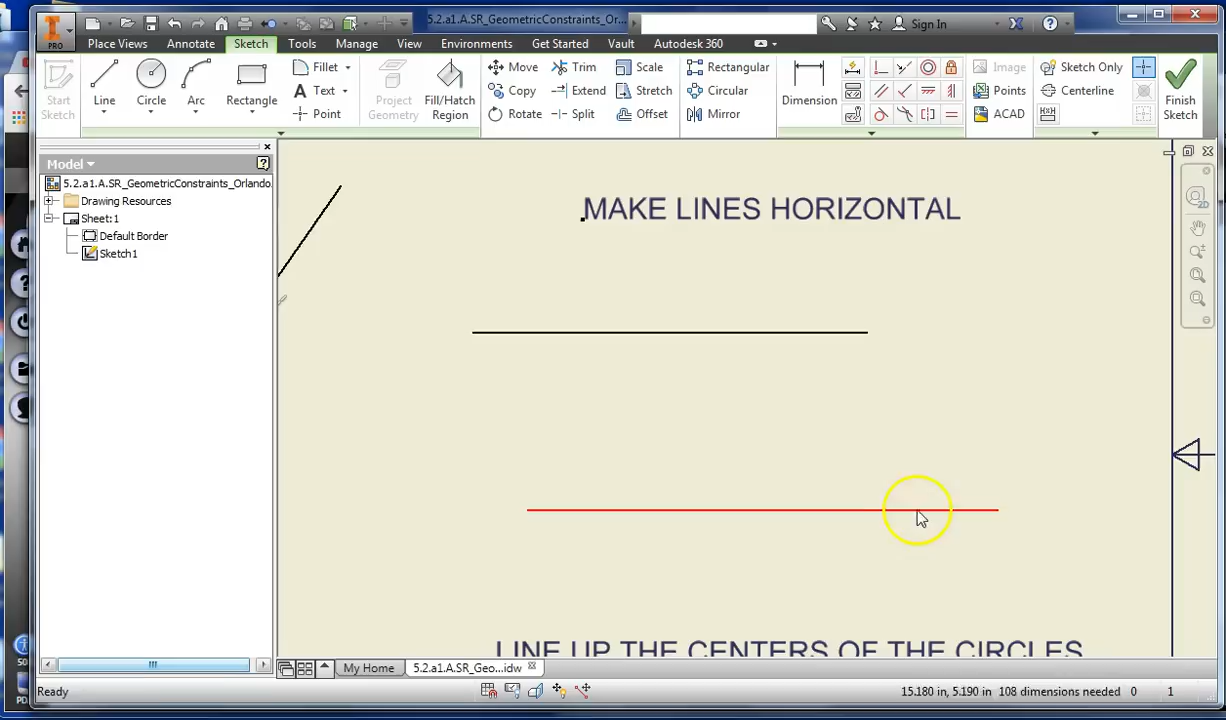 PRO
5.2.a1.A.SR_GeometricConstraints_Or...
Sign In
Place Views Annotate Sketch Tools Manage View Environments Get Started Vault Autodesk 360
Start Sketch
Line
Circle
Arc
Rectangle
Fillet
Text
Point
Project Geometry
Fill/Hatch Region
Move
Copy
Rotate
Trim
Extend
Split
Scale
Stretch
Offset
Rectangular
Circular
Mirror
Dimension
Image
Points
ACAD
Sketch Only
Centerline
Finish Sketch
Model
5.2.a1.A.SR_GeometricConstraints_Orlando.
Drawing Resources
Sheet:1
Default Border
Sketch1
MAKE LINES HORIZONTAL
LINE UP THE CENTERS OF THE CIRCLES
My Home
5.2.a1.A.SR_Geo...idw
Ready
15.180 in, 5.190 in 108 dimensions needed 0 1